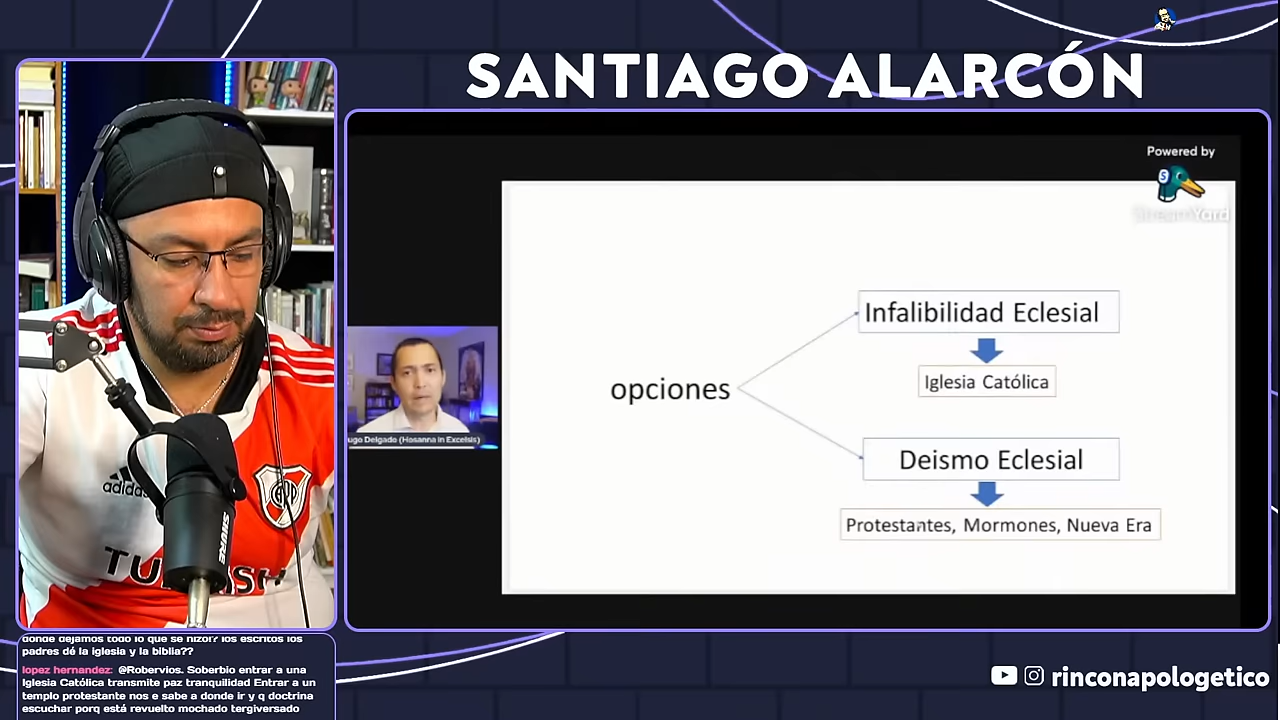 SANTIAGO ALARCÓN
Powered by
StreamYard
Infalibilidad Eclesial
Iglesia Católica
opciones
Deismo Eclesial
Protestantes, Mormones, Nueva Era
ugo Delgado (Hosanna in Excelsis)
adidas
SHURE
donde dejamos todo lo que se hizo? los escritos los
padres dé la iglesia y la biblia??
lopez hernandez: @Robervios. Soberbio entrar a una
Iglesia Católica transmite paz tranquilidad Entrar a un
templo protestante nos e sabe a donde ir y q doctrina
escuchar porq está revuelto mochado tergiversado
rinconapologetico